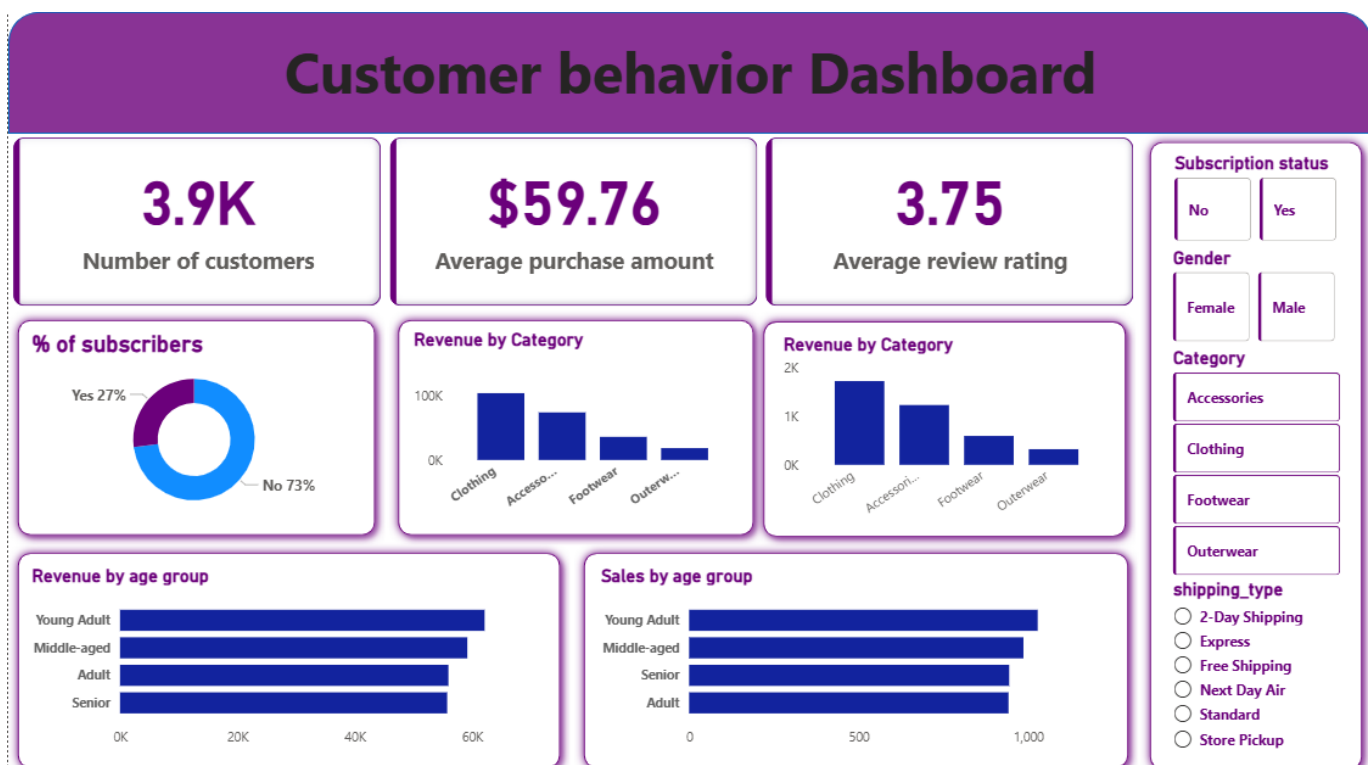 Customer behavior Dashboard
3.9K
Number of customers
$59.76
Average purchase amount
3.75
Average review rating
% of subscribers
Yes 27%
No 73%
Revenue by Category
100K
0K
Clothing
Accesso...
Footwear
Outerw...
Revenue by Category
2K
1K
0K
Clothing
Accessori...
Footwear
Outerwear
Revenue by age group
Young Adult
Middle-aged
Adult
Senior
0K 20K 40K 60K
Sales by age group
Young Adult
Middle-aged
Senior
Adult
0 500 1,000
Subscription status
No Yes
Gender
Female Male
Category
Accessories
Clothing
Footwear
Outerwear
shipping_type
2-Day Shipping
Express
Free Shipping
Next Day Air
Standard
Store Pickup